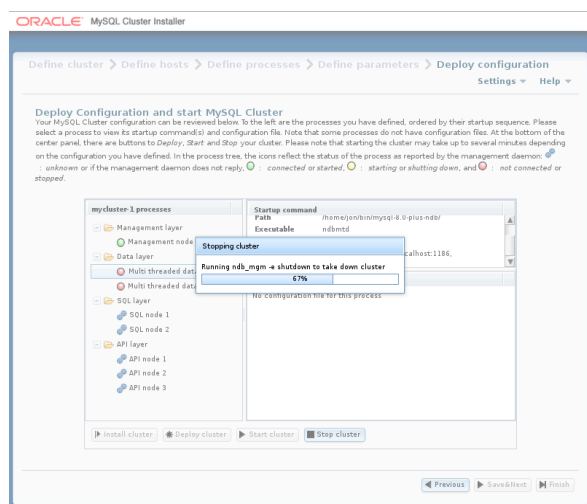 ORACLE MySQL Cluster Installer
Define cluster Define hosts Define processes Define parameters Deploy configuration
Settings Help
Deploy Configuration and start MySQL Cluster
Your MySQL Cluster configuration can be reviewed below. To the left are the processes you have defined, ordered by their startup sequence. Please
select a process to view its startup command(s) and configuration file. Note that some processes do not have configuration files. At the bottom of the
center panel, there are buttons to Deploy, Start and Stop your cluster. Please note that starting the cluster may take up to several minutes depending
on the configuration you have defined. In the process tree, the icons reflect the status of the process as reported by the management daemon:
: unknown or if the management daemon does not reply, : connected or started, : starting or shutting down, and : not connected or
stopped.
mycluster-1 processes
Management layer
Management node
Data layer
Multi threaded dat
Multi threaded dat
SQL layer
SQL node 1
SQL node 2
API layer
API node 1
API node 2
API node 3
Startup command
Path /home/jon/bin/mysql-8.0-plus-ndb/
Executable ndbmtd
calhost:1186,
Stopping cluster
Running ndb_mgm -e shutdown to take down cluster
67%
No configuration file for this process
Install cluster Deploy cluster Start cluster Stop cluster
Previous Save&Next Finish